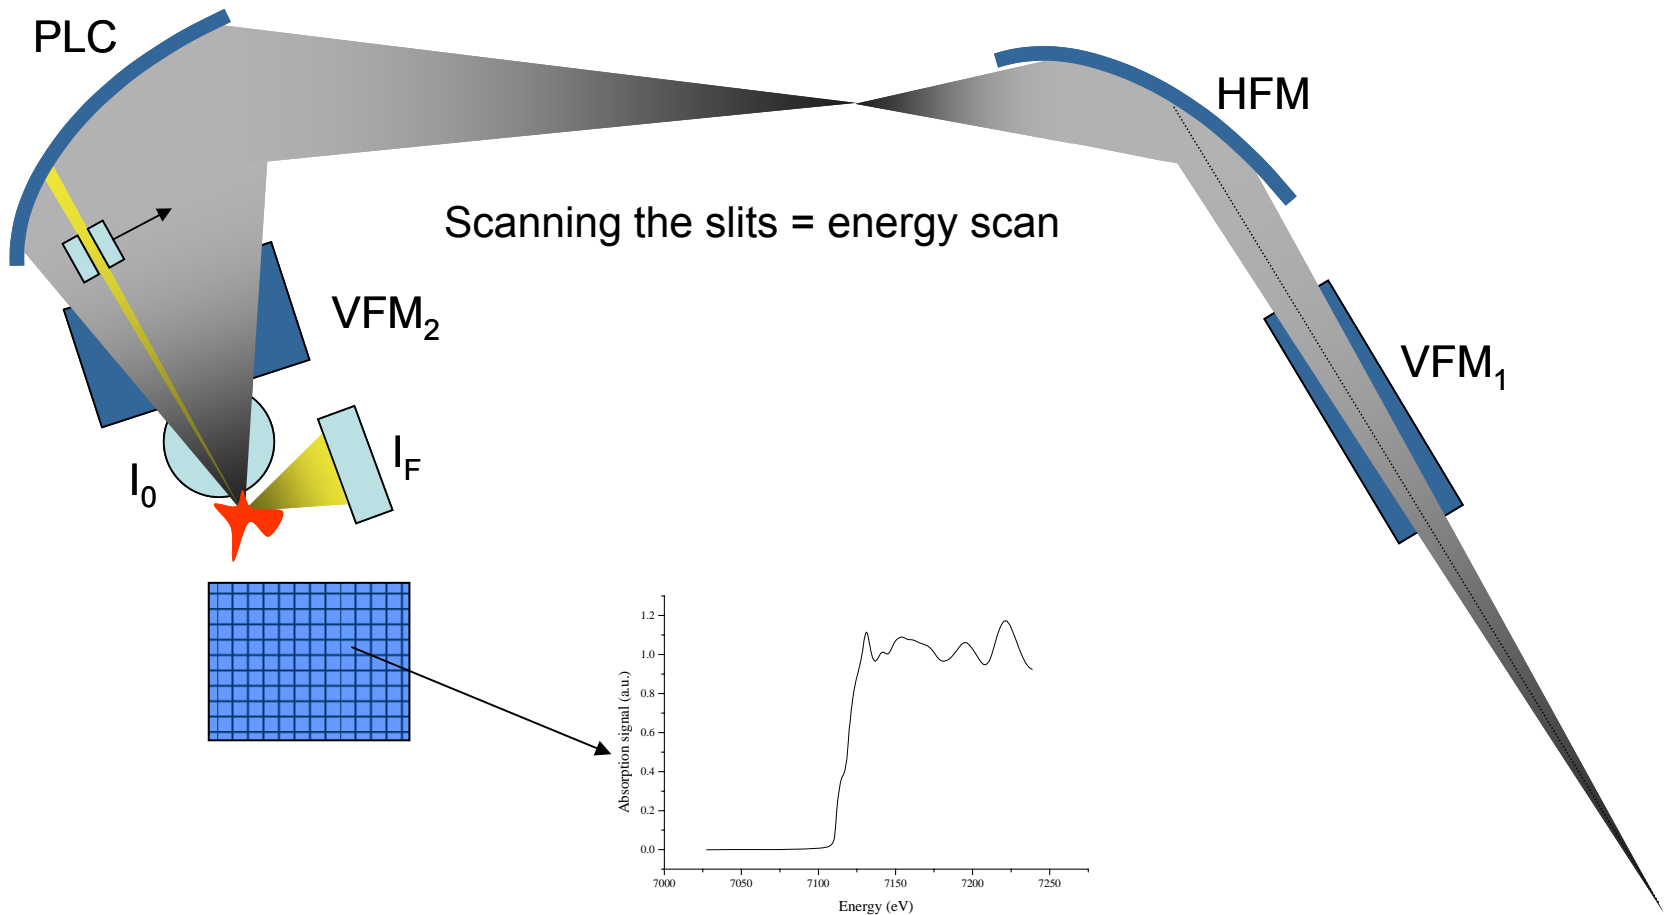 PLC
HFM
Scanning the slits = energy scan
VFM2
VFM1
I0
IF
1.2
1.0
0.8
0.6
0.4
0.2
0.0
Absorption signal (a.u.)
7000 7050 7100 7150 7200 7250
Energy (eV)